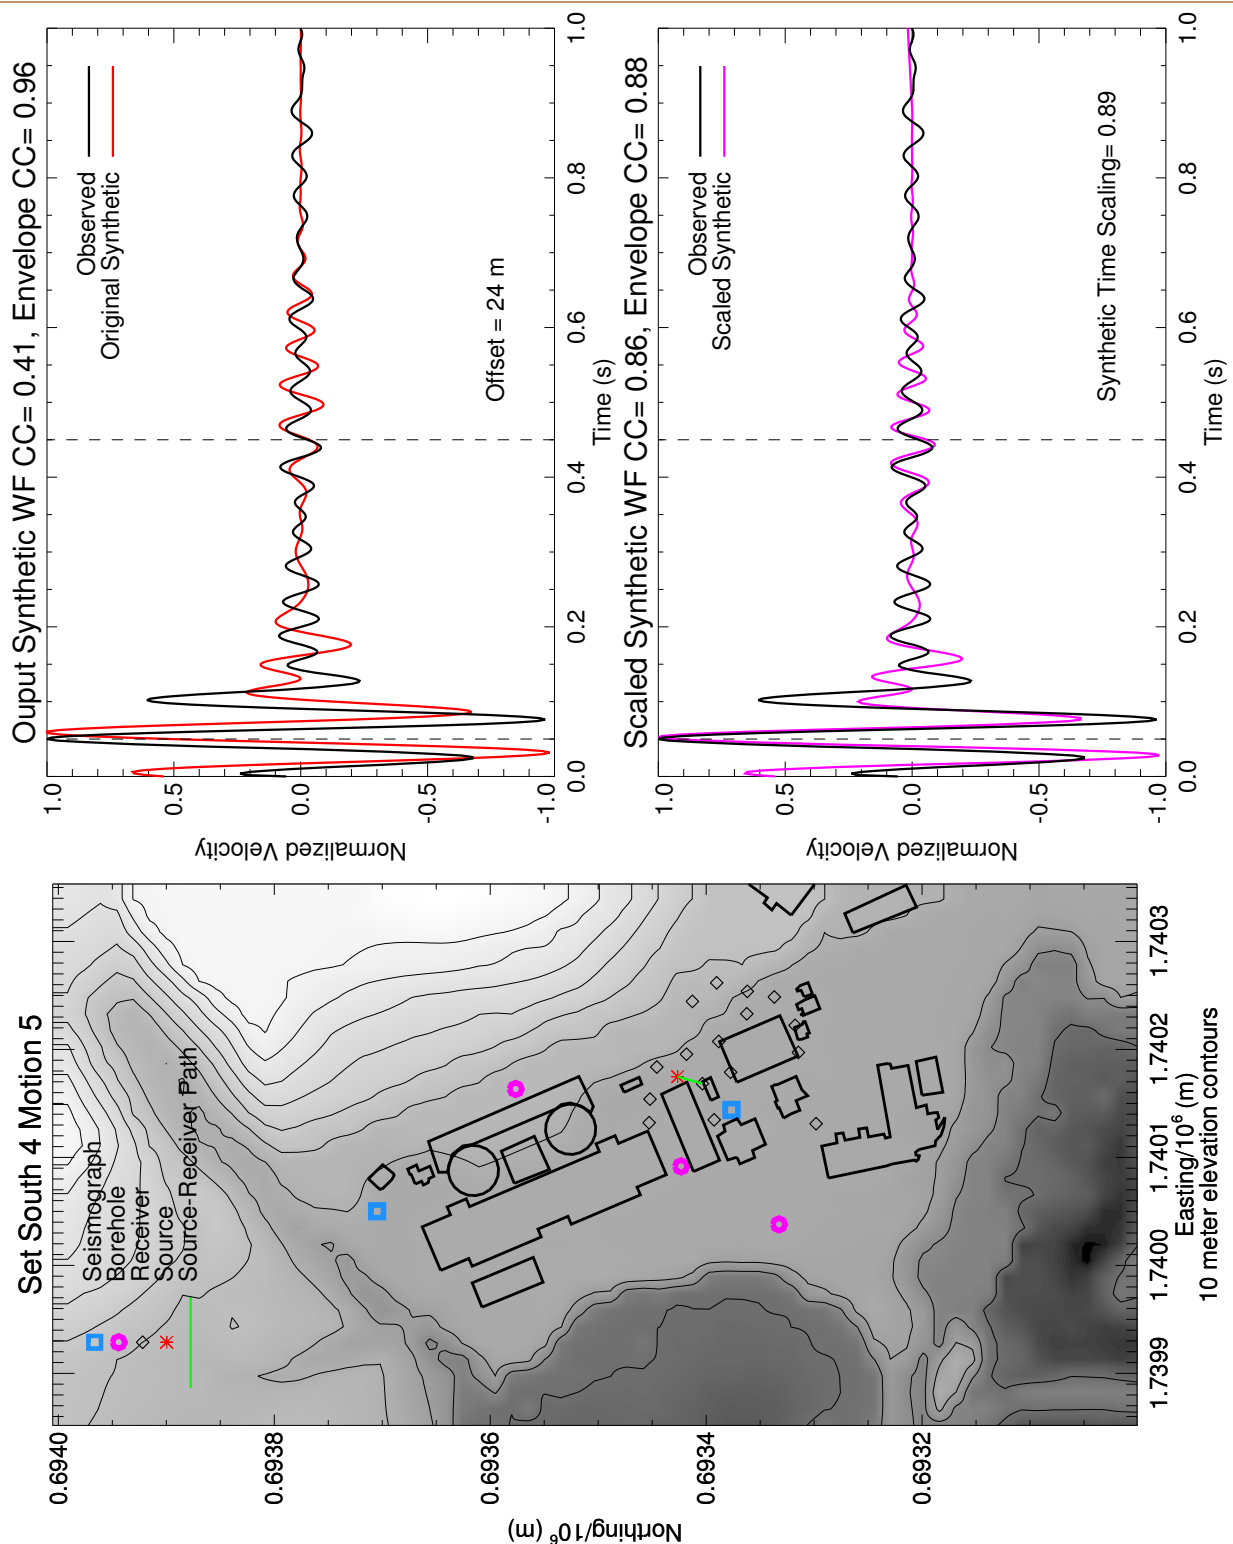 Set South 4 Motion 5
Seismograph
Borehole
Receiver
Source
Source-Receiver Path
0.6940
0.6938
0.6936
0.6934
0.6932
Northing/10⁶ (m)
1.7399
1.7400
1.7401
1.7402
1.7403
Easting/10⁶ (m)
10 meter elevation contours
Ouput Synthetic WF CC= 0.41, Envelope CC= 0.96
Observed
Original Synthetic
Offset = 24 m
1.0
0.5
0.0
-0.5
-1.0
Normalized Velocity
0.0
0.2
0.4
0.6
0.8
1.0
Time (s)
Scaled Synthetic WF CC= 0.86, Envelope CC= 0.88
Observed
Scaled Synthetic
Synthetic Time Scaling= 0.89
1.0
0.5
0.0
-0.5
-1.0
Normalized Velocity
0.0
0.2
0.4
0.6
0.8
1.0
Time (s)